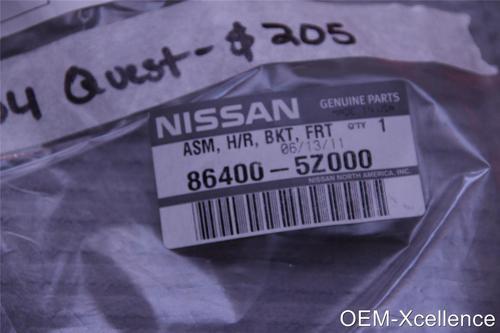 04 Quest - $205
NISSAN GENUINE PARTS
ASM, H/R, BKT, FRT QTY 1
06/13/11
86400-5Z000
NISSAN NORTH AMERICA, INC.
OEM-Xcellence